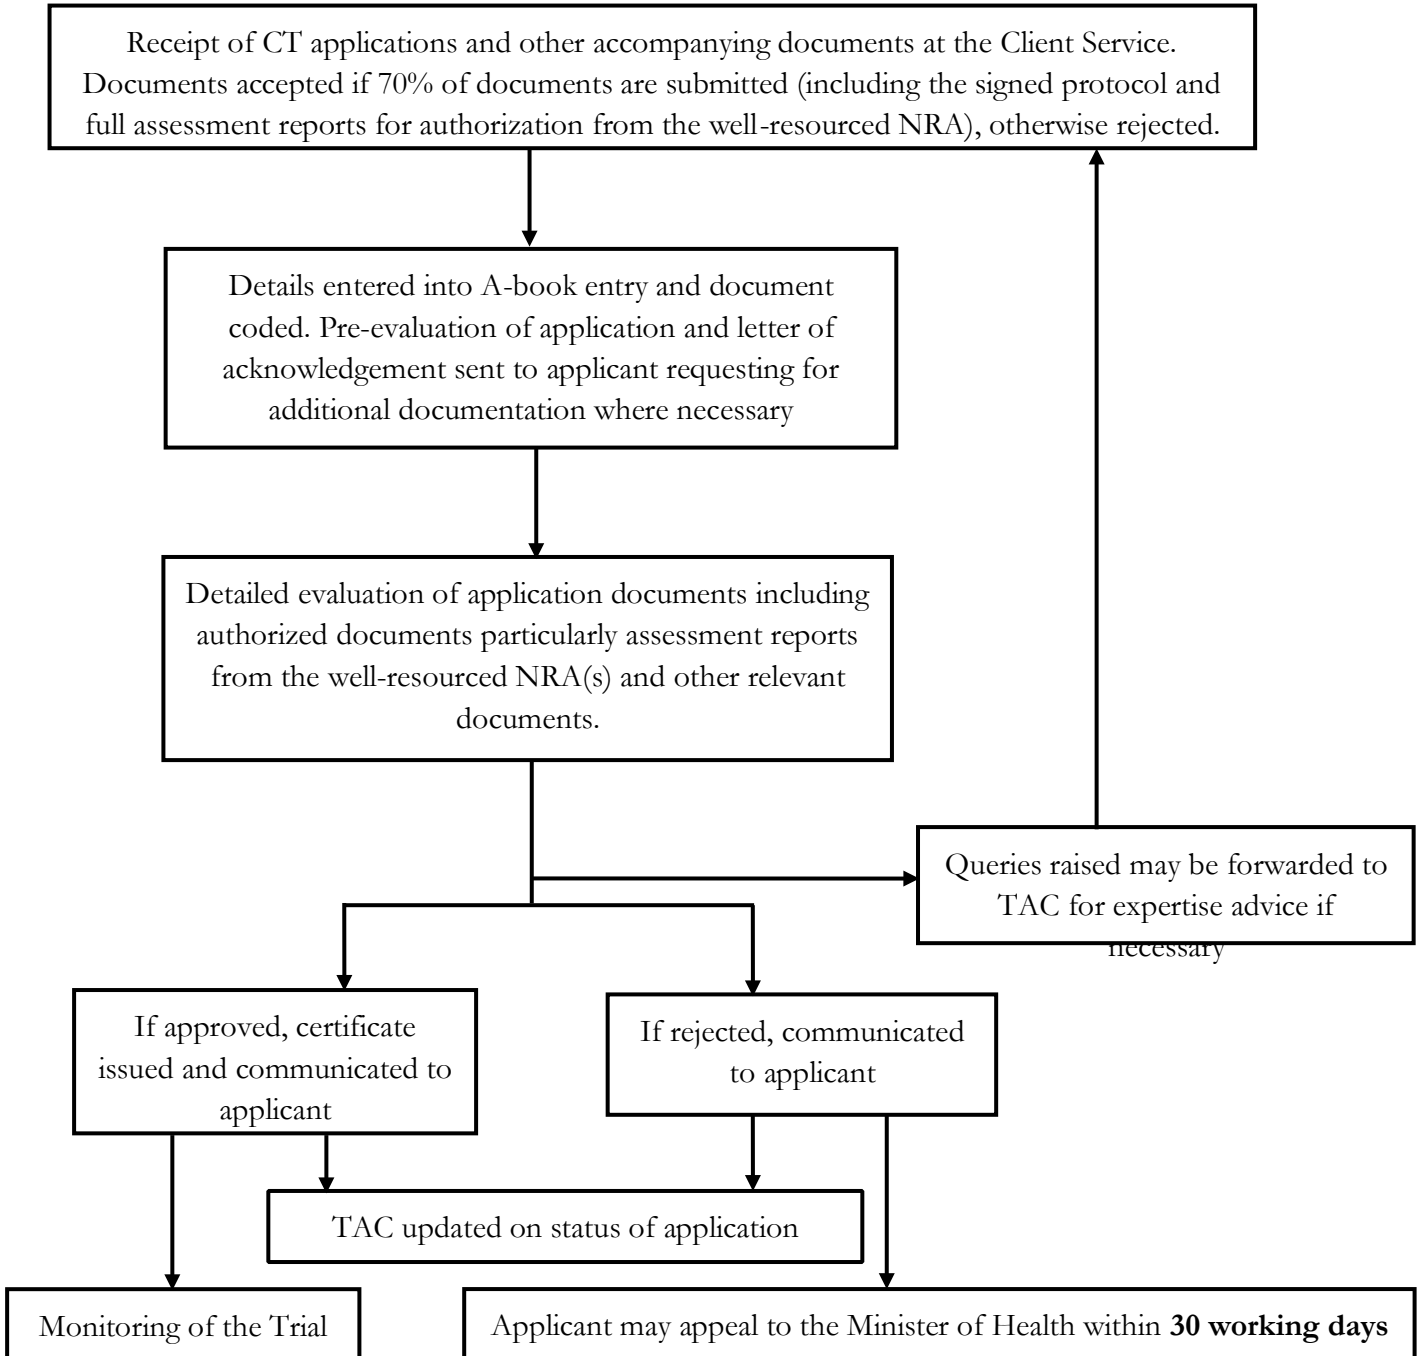 Receipt of CT applications and other accompanying documents at the Client Service.
Documents accepted if 70% of documents are submitted (including the signed protocol and
full assessment reports for authorization from the well-resourced NRA), otherwise rejected.
Details entered into A-book entry and document
coded. Pre-evaluation of application and letter of
acknowledgement sent to applicant requesting for
additional documentation where necessary
Detailed evaluation of application documents including
authorized documents particularly assessment reports
from the well-resourced NRA(s) and other relevant
documents.
Queries raised may be forwarded to
TAC for expertise advice if
necessary
If approved, certificate
issued and communicated to
applicant
If rejected, communicated
to applicant
TAC updated on status of application
Monitoring of the Trial
Applicant may appeal to the Minister of Health within 30 working days